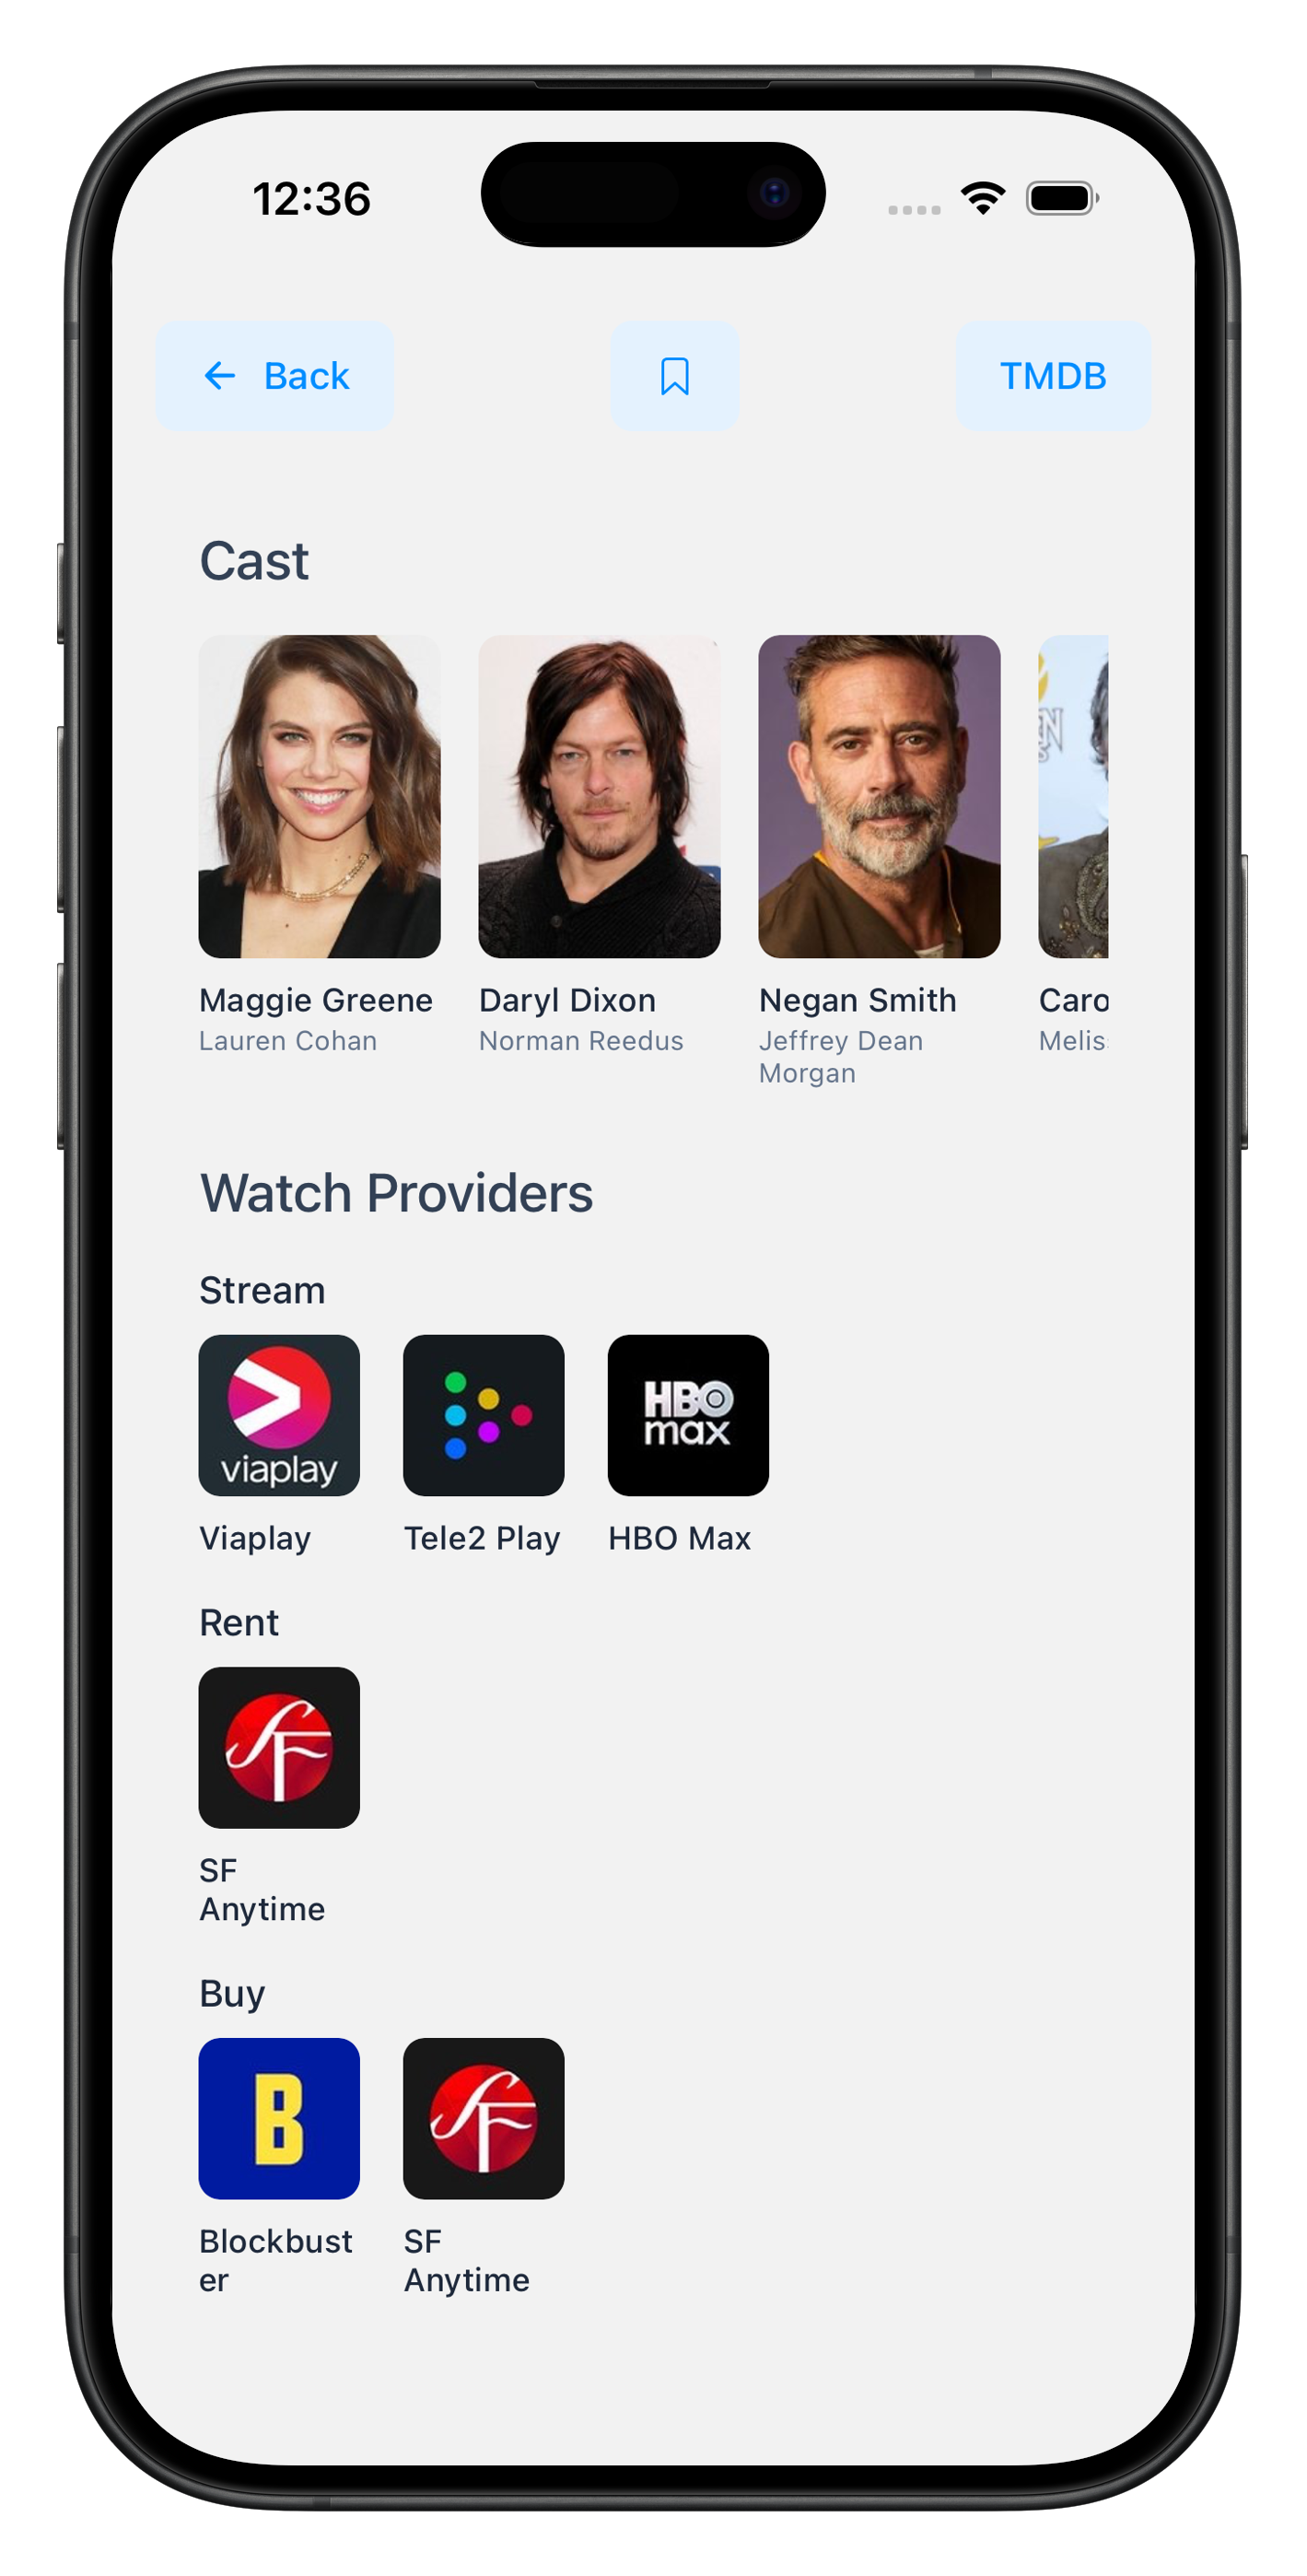 12:36
Back
TMDB
Cast
Maggie Greene
Lauren Cohan
Daryl Dixon
Norman Reedus
Negan Smith
Jeffrey Dean
Morgan
Caro
Melis
Watch Providers
Stream
viaplay
HBO
max
Viaplay
Tele2 Play
HBO Max
Rent
SF
SF
Anytime
Buy
B
SF
Blockbust
er
SF
Anytime